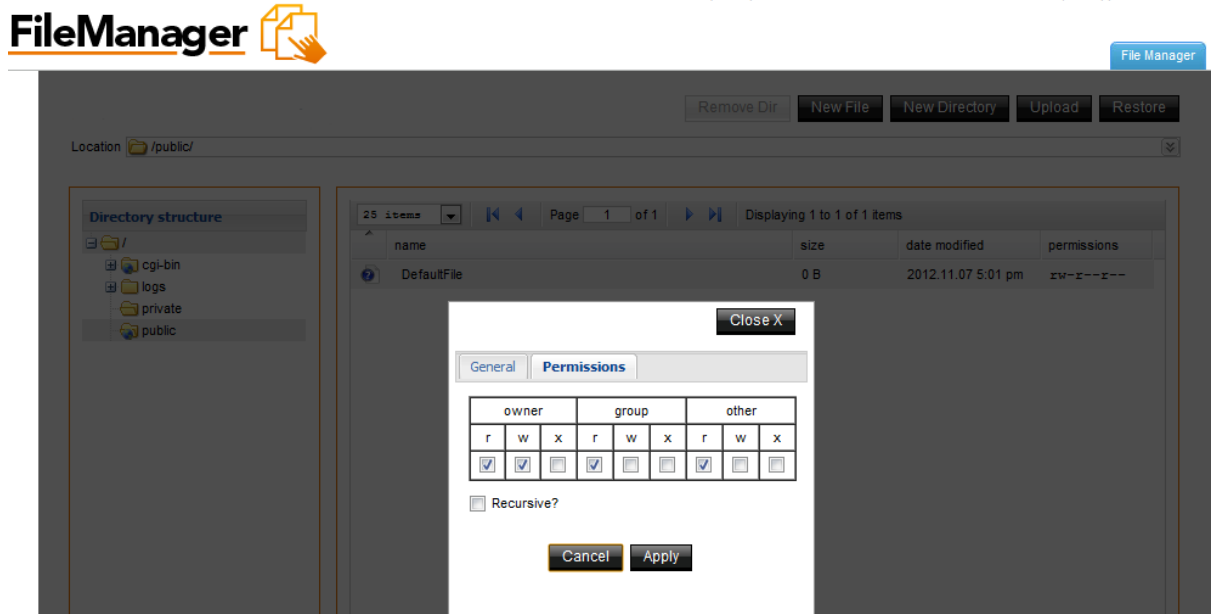 FileManager
File Manager
Remove Dir New File New Directory Upload Restore
Location /public/
Directory structure
/
cgi-bin
logs
private
public
25 items Page 1 of 1 Displaying 1 to 1 of 1 items
name size date modified permissions
DefaultFile 0 B 2012.11.07 5:01 pm rw-r--r--
Close X
General Permissions
owner group other
r w x r w x r w x
Recursive?
Cancel Apply